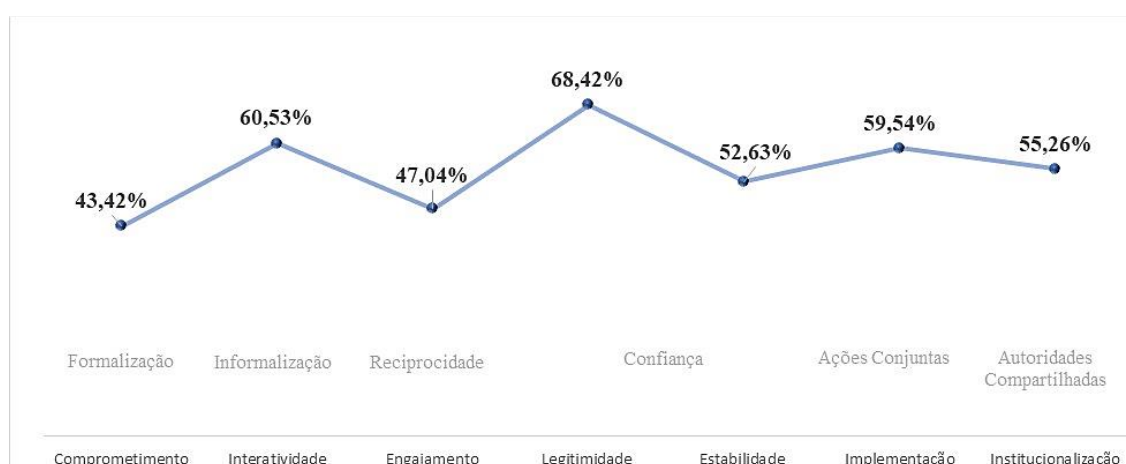 68,42%
60,53%
59,54%
55,26%
52,63%
47,04%
43,42%
Formalização Informalização Reciprocidade Confiança Ações Conjuntas Autoridades
Compartilhadas
Comprometimento Interatividade Engajamento Legitimidade Estabilidade Implementação Institucionalização